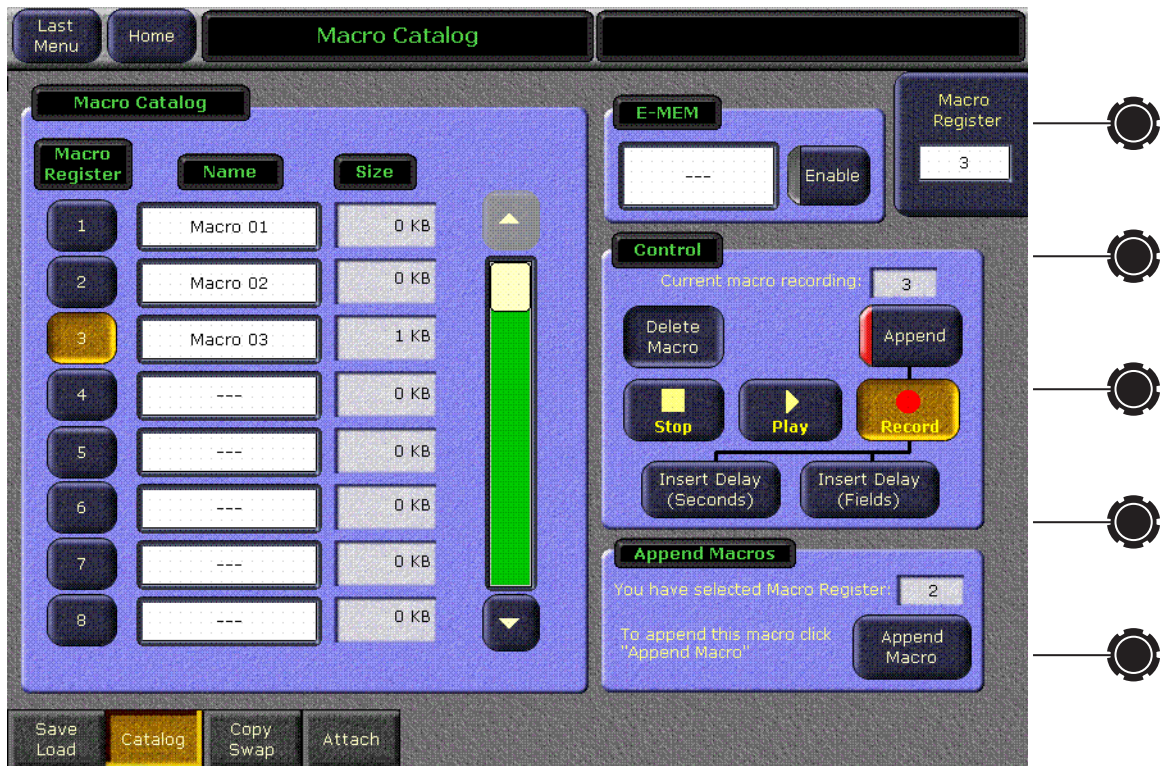 Last
Menu
Home
Macro Catalog
Macro Catalog
Macro
Register
Name
Size
1
Macro 01
0 KB
2
Macro 02
0 KB
3
Macro 03
1 KB
4
---
0 KB
5
---
0 KB
6
---
0 KB
7
---
0 KB
8
---
0 KB
E-MEM
---
Enable
Macro
Register
3
Control
Current macro recording:
3
Delete
Macro
Append
Stop
Play
Record
Insert Delay
(Seconds)
Insert Delay
(Fields)
Append Macros
You have selected Macro Register:
2
To append this macro click
"Append Macro"
Append
Macro
Save
Load
Catalog
Copy
Swap
Attach